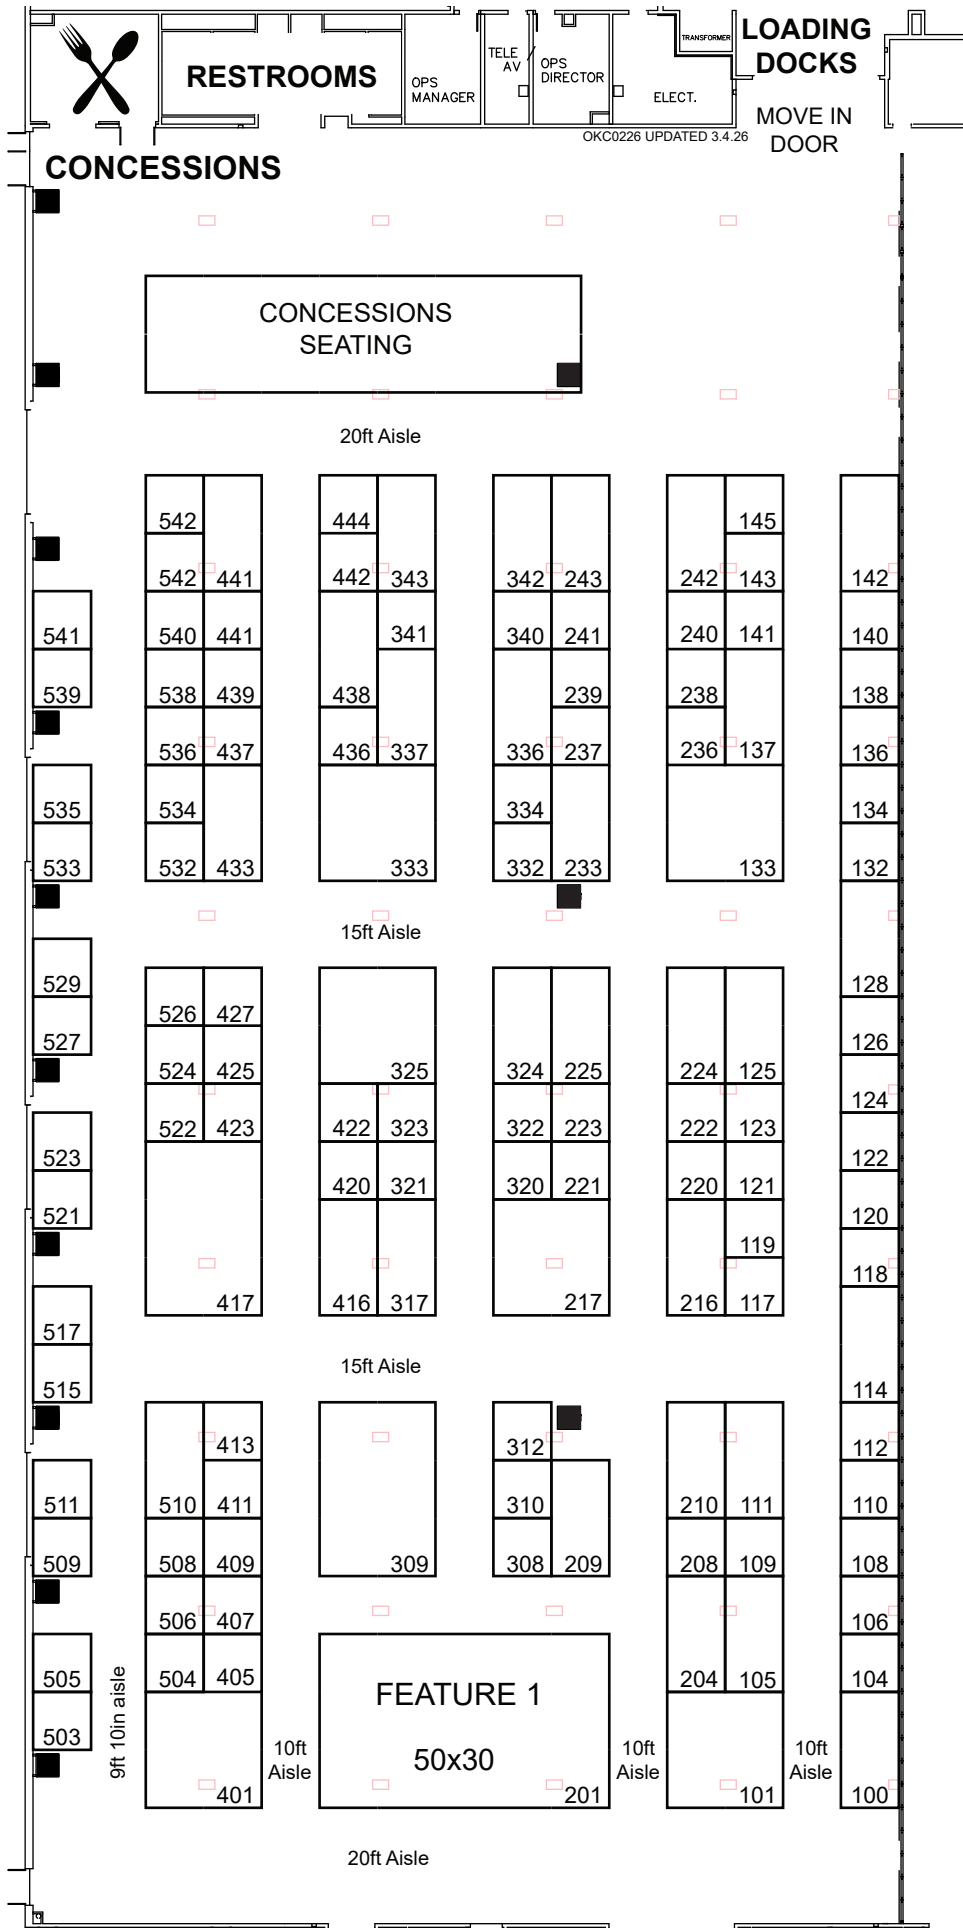 LOADING
DOCKS
TRANSFORMER
RESTROOMS
OPS
MANAGER
TELE
AV
OPS
DIRECTOR
ELECT.
MOVE IN
DOOR
OKC0226 UPDATED 3.4.26
CONCESSIONS
CONCESSIONS
SEATING
20ft Aisle
542 444 145
542 441 442 343 342 243 242 143 142
541 540 441 341 340 241 240 141 140
539 538 439 438 239 238 138
536 437 436 337 336 237 236 137 136
535 534 334 134
533 532 433 333 332 233 133 132
15ft Aisle
529 128
526 427
527 126
524 425 325 324 225 224 125
124
522 423 422 323 322 223 222 123
523 122
420 321 320 221 220 121
521 120
119
118
417 416 317 217 216 117
517
15ft Aisle
515 114
413 312 112
511 510 411 310 210 111 110
509 508 409 309 308 209 208 109 108
506 407 106
505 504 405 204 105 104
FEATURE 1
503
9ft 10in aisle
50x30
10ft
Aisle
10ft
Aisle
10ft
Aisle
401 201 101 100
20ft Aisle